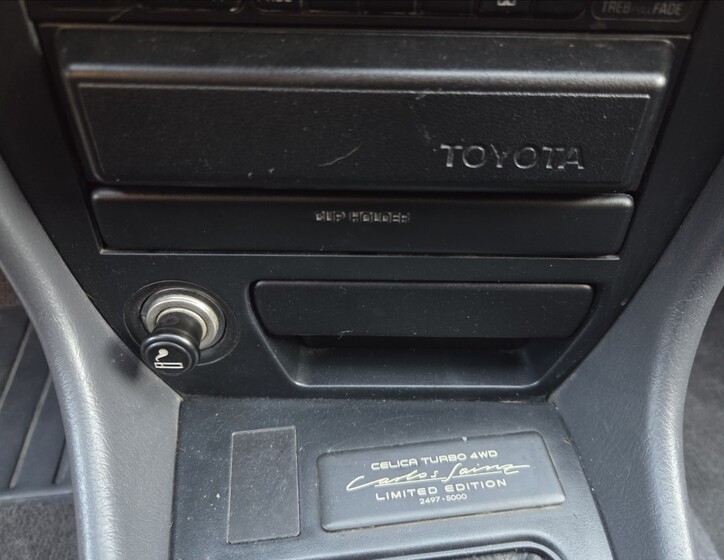 TREB FADE
TOYOTA
CUP HOLDER
CELICA TURBO 4WD
Carlos Sainz
LIMITED EDITION
2497-5000